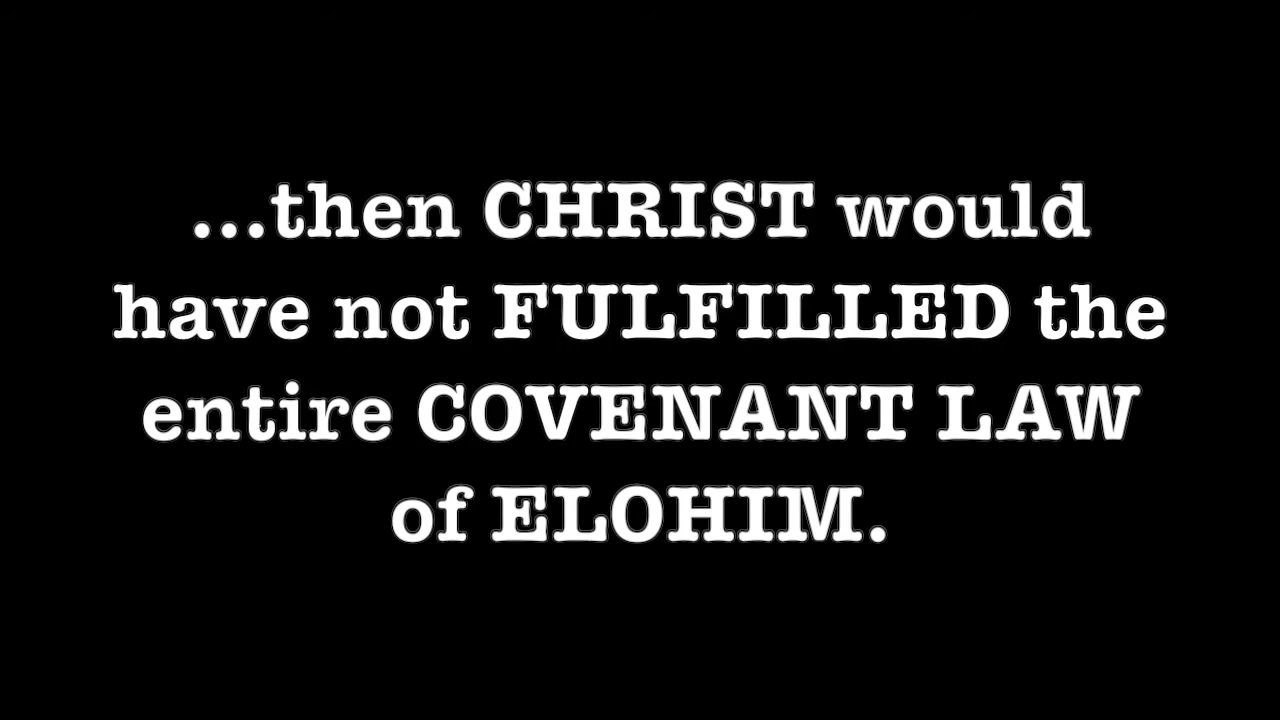 ...then CHRIST would
have not FULFILLED the
entire COVENANT LAW
of ELOHIM.